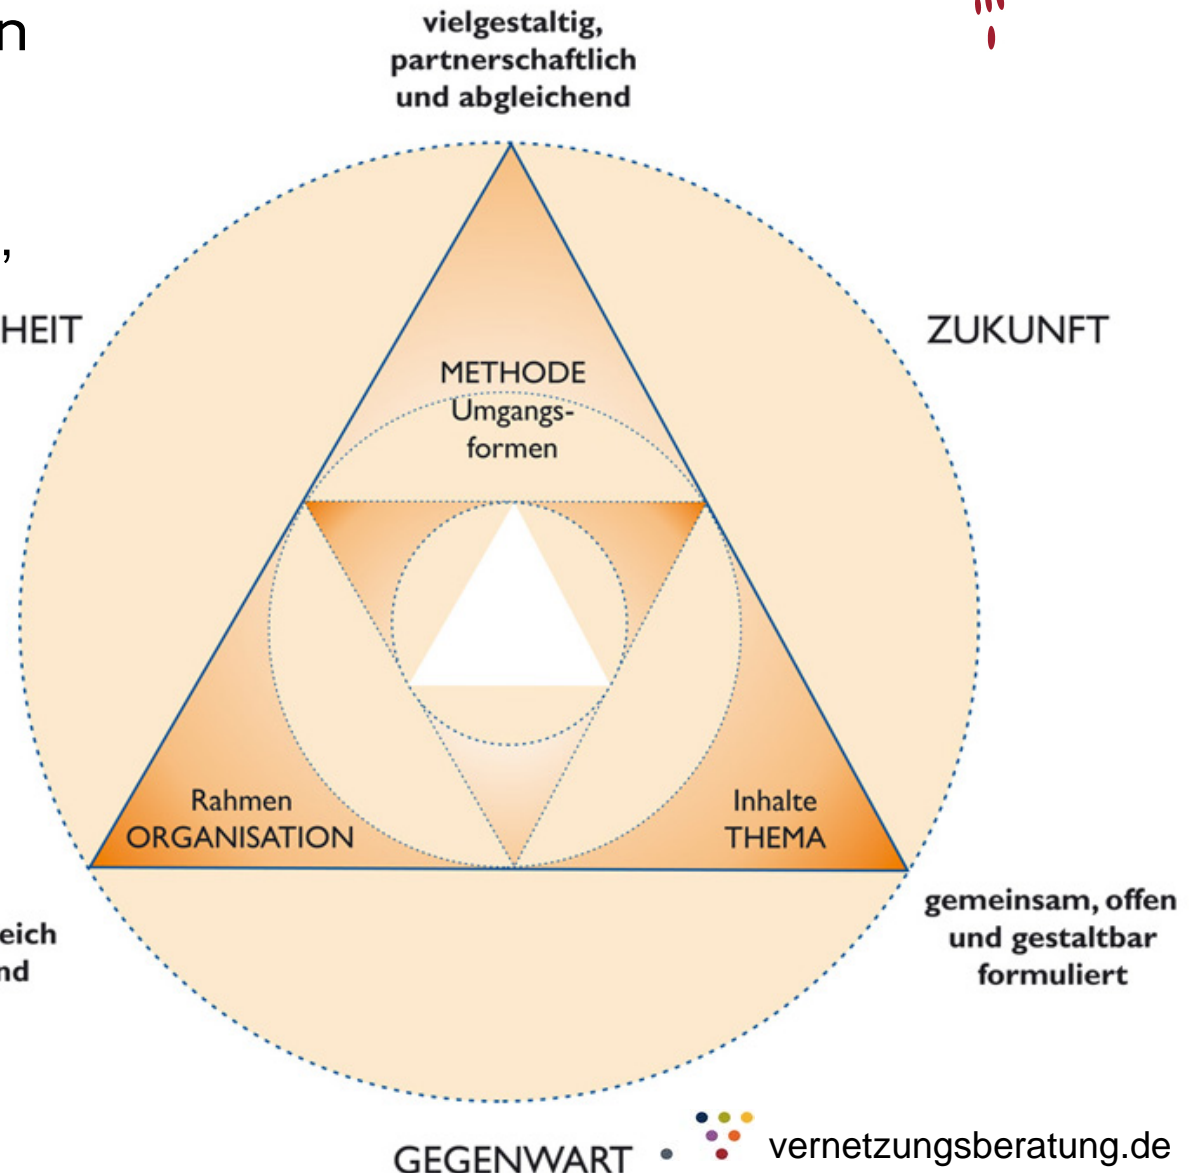 n
vielgestaltig,
partnerschaftlich
und abgleichend
,
HEIT
ZUKUNFT
METHODE
Umgangs-
formen
Rahmen
ORGANISATION
Inhalte
THEMA
gemeinsam, offen
und gestaltbar
formuliert
eich
nd
GEGENWART
vernetzungsberatung.de